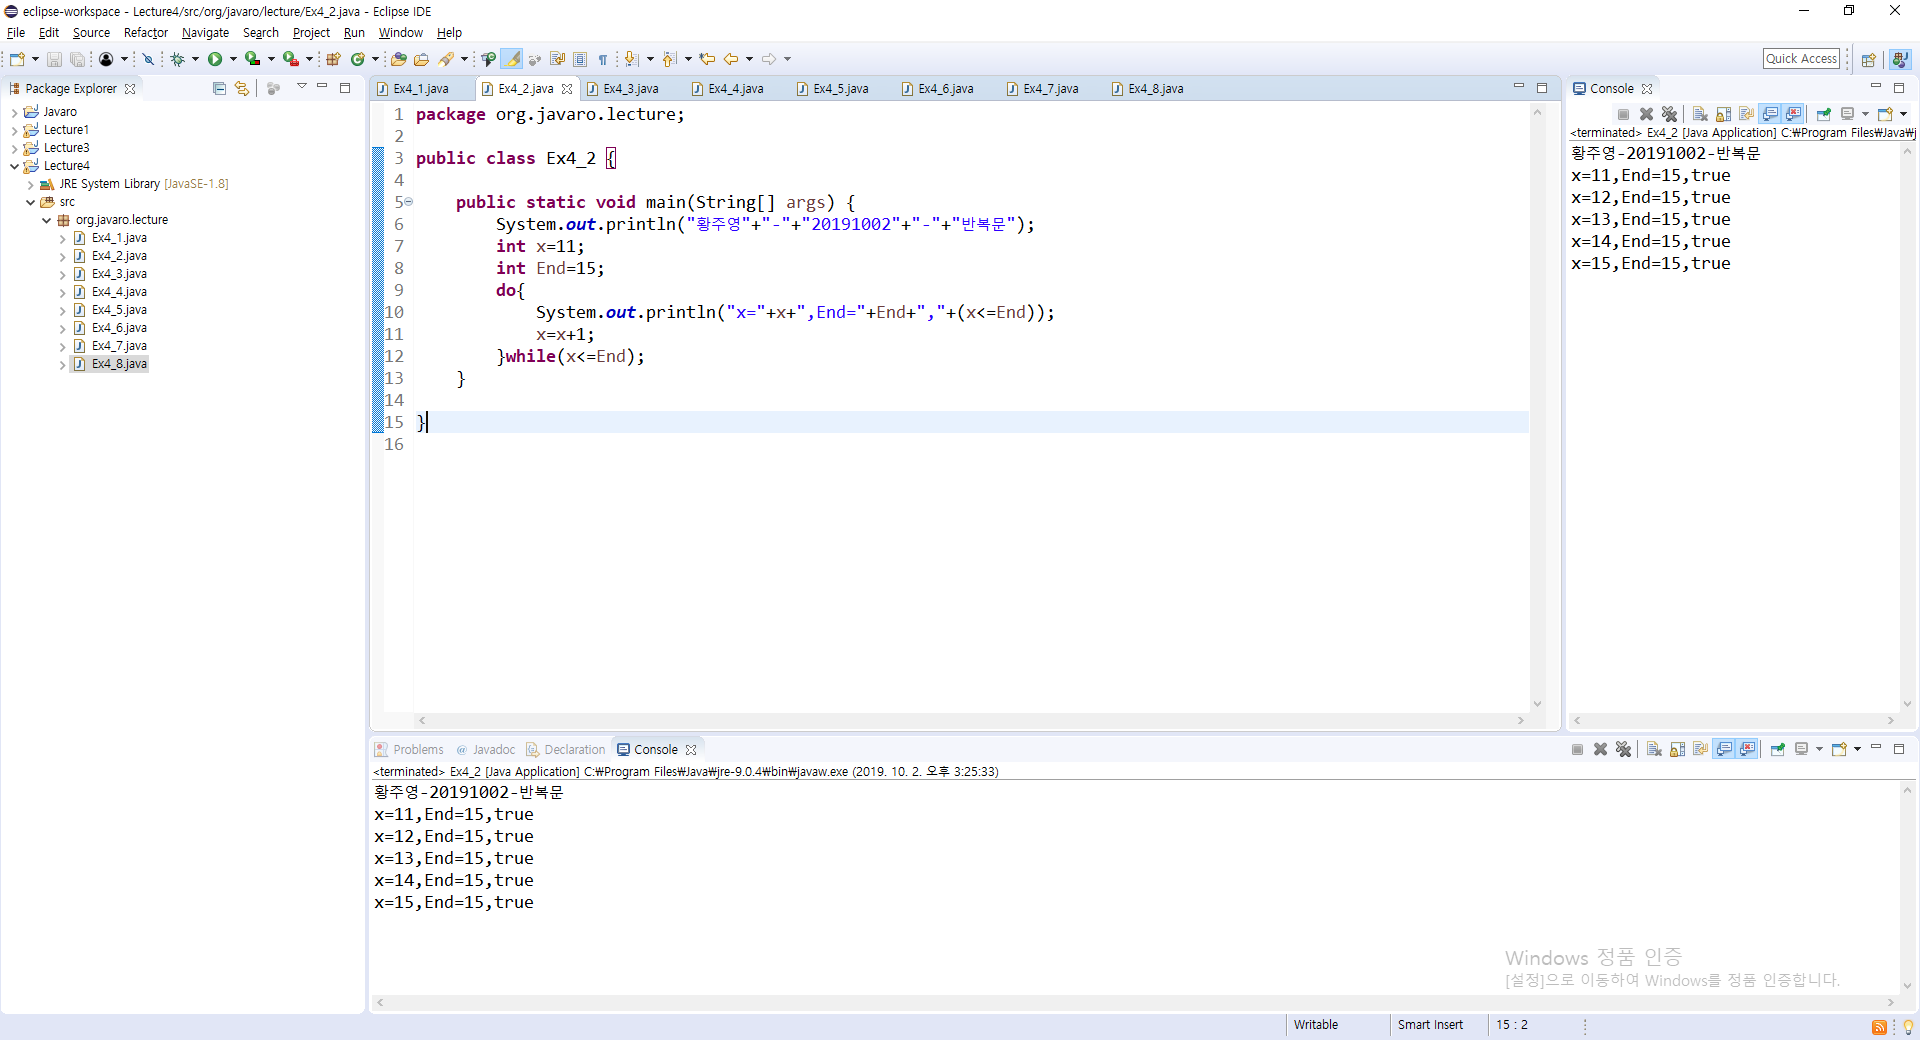 eclipse-workspace - Lecture4/src/org/javaro/lecture/Ex4_2.java - Eclipse IDE
File Edit Source Refactor Navigate Search Project Run Window Help
Quick Access
Package Explorer
Javaro
Lecture1
Lecture3
Lecture4
JRE System Library [JavaSE-1.8]
src
org.javaro.lecture
Ex4_1.java
Ex4_2.java
Ex4_3.java
Ex4_4.java
Ex4_5.java
Ex4_6.java
Ex4_7.java
Ex4_8.java
Ex4_1.java Ex4_2.java Ex4_3.java Ex4_4.java Ex4_5.java Ex4_6.java Ex4_7.java Ex4_8.java
1 package org.javaro.lecture;
2
3 public class Ex4_2 {
4
5 public static void main(String[] args) {
6 System.out.println("황주영"+"-"+"20191002"+"-"+"반복문");
7 int x=11;
8 int End=15;
9 do{
10 System.out.println("x="+x+",End="+End+","+(x<=End));
11 x=x+1;
12 }while(x<=End);
13 }
14
15 }
16
Console
<terminated> Ex4_2 [Java Application] C:₩Program Files₩Java₩j
황주영-20191002-반복문
x=11,End=15,true
x=12,End=15,true
x=13,End=15,true
x=14,End=15,true
x=15,End=15,true
Problems @ Javadoc Declaration Console
<terminated> Ex4_2 [Java Application] C:₩Program Files₩Java₩jre-9.0.4₩bin₩javaw.exe (2019. 10. 2. 오후 3:25:33)
황주영-20191002-반복문
x=11,End=15,true
x=12,End=15,true
x=13,End=15,true
x=14,End=15,true
x=15,End=15,true
Windows 정품 인증
[설정]으로 이동하여 Windows를 정품 인증합니다.
Writable Smart Insert 15 : 2